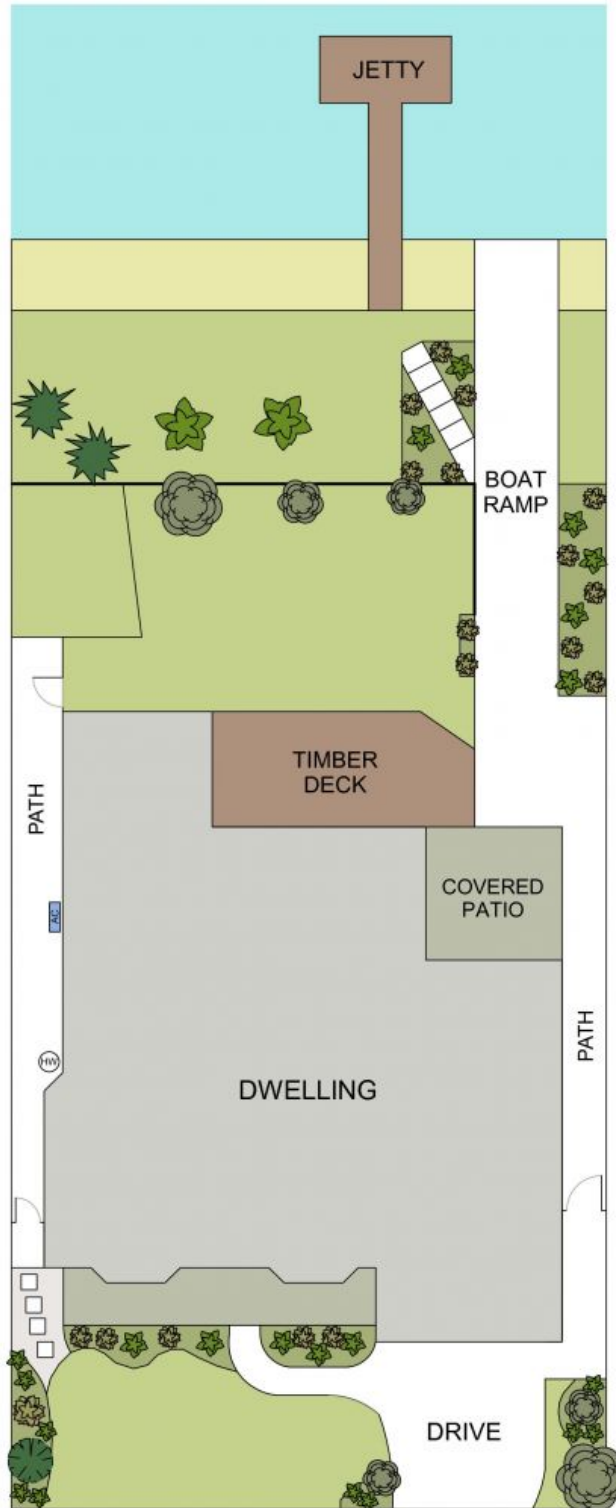 JETTY
BOAT
RAMP
TIMBER
DECK
PATH
COVERED
PATIO
AC
PATH
HW
DWELLING
DRIVE